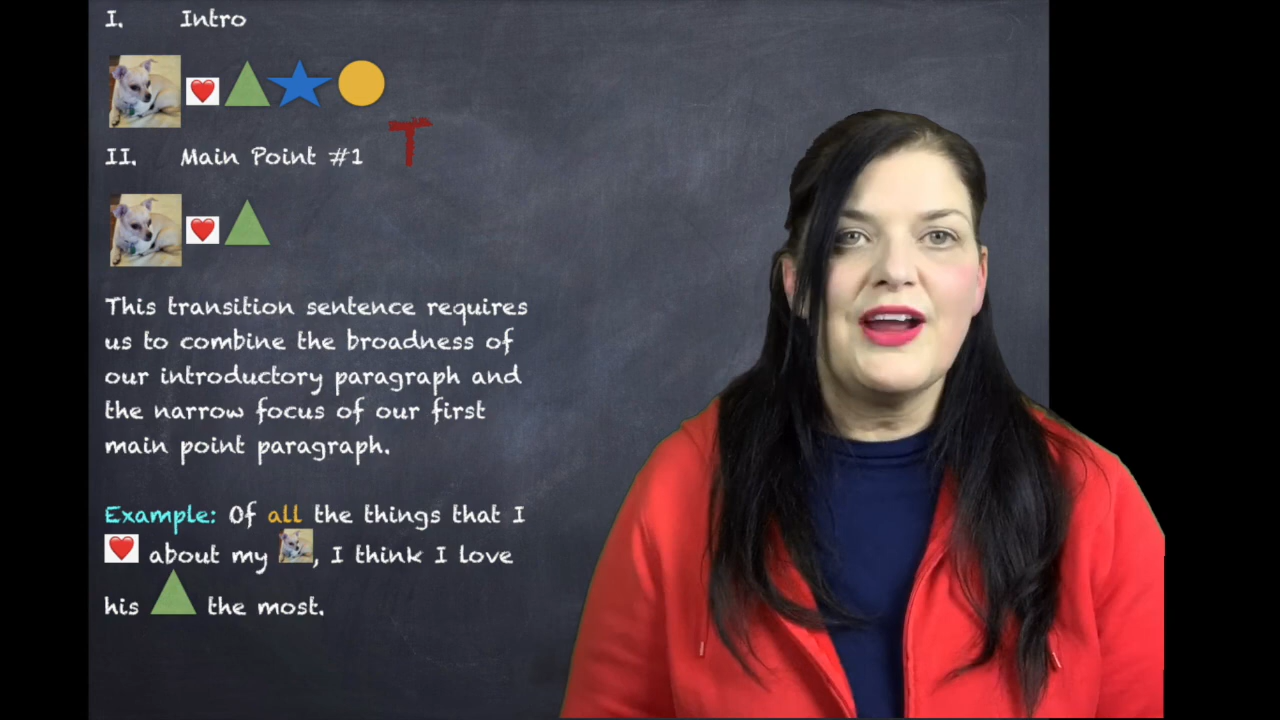 I. Intro
T
II. Main Point #1
This transition sentence requires
us to combine the broadness of
our introductory paragraph and
the narrow focus of our first
main point paragraph.
Example: Of all the things that I
about my , I think I love
his the most.